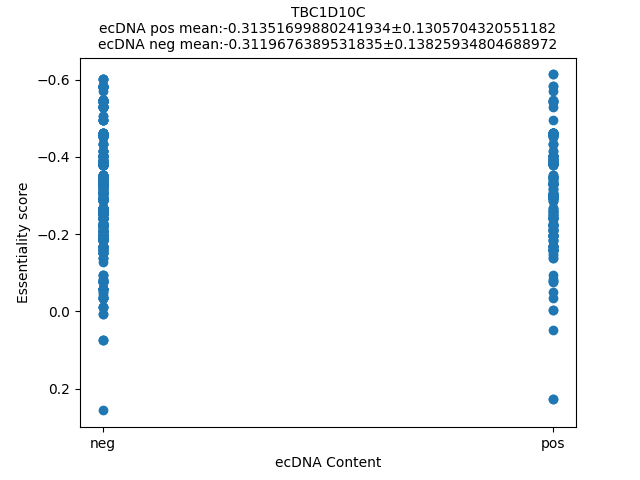 TBC1D10C
ecDNA pos mean:-0.31351699880241934±0.1305704320551182
ecDNA neg mean:-0.3119676389531835±0.13825934804688972
−0.6
−0.4
−0.2
0.0
0.2
Essentiality score
neg
pos
ecDNA Content